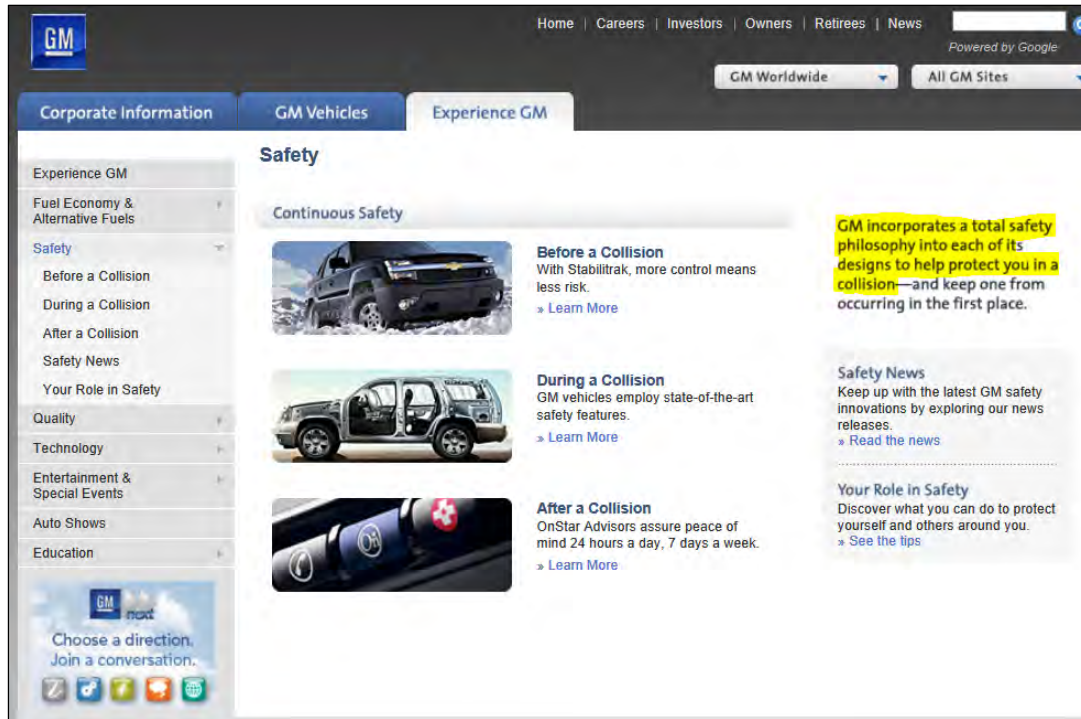 GM
Home | Careers | Investors | Owners | Retirees | News
Powered by Google
GM Worldwide
All GM Sites
Corporate Information
GM Vehicles
Experience GM
Safety
Experience GM
Fuel Economy &
Alternative Fuels
Safety
Before a Collision
During a Collision
After a Collision
Safety News
Your Role in Safety
Quality
Technology
Entertainment &
Special Events
Auto Shows
Education
Continuous Safety
Before a Collision
With Stabilitrak, more control means
less risk.
» Learn More
During a Collision
GM vehicles employ state-of-the-art
safety features.
» Learn More
After a Collision
OnStar Advisors assure peace of
mind 24 hours a day, 7 days a week.
» Learn More
GM incorporates a total safety
philosophy into each of its
designs to help protect you in a
collision—and keep one from
occurring in the first place.
Safety News
Keep up with the latest GM safety
innovations by exploring our news
releases.
» Read the news
Your Role in Safety
Discover what you can do to protect
yourself and others around you.
» See the tips
GM
next
Choose a direction.
Join a conversation.